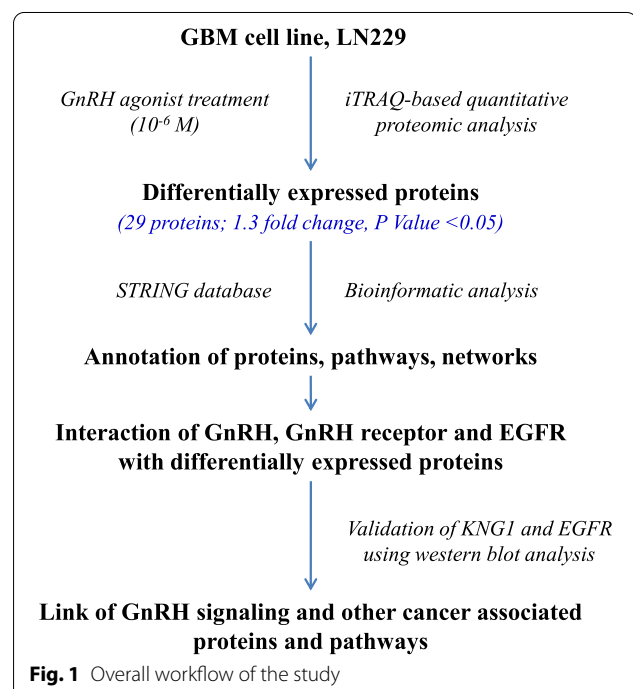 GBM cell line, LN229
GnRH agonist treatment
(10⁻⁶ M)
iTRAQ-based quantitative
proteomic analysis
Differentially expressed proteins
(29 proteins; 1.3 fold change, P Value <0.05)
STRING database
Bioinformatic analysis
Annotation of proteins, pathways, networks
Interaction of GnRH, GnRH receptor and EGFR
with differentially expressed proteins
Validation of KNG1 and EGFR
using western blot analysis
Link of GnRH signaling and other cancer associated
proteins and pathways
Fig. 1 Overall workflow of the study